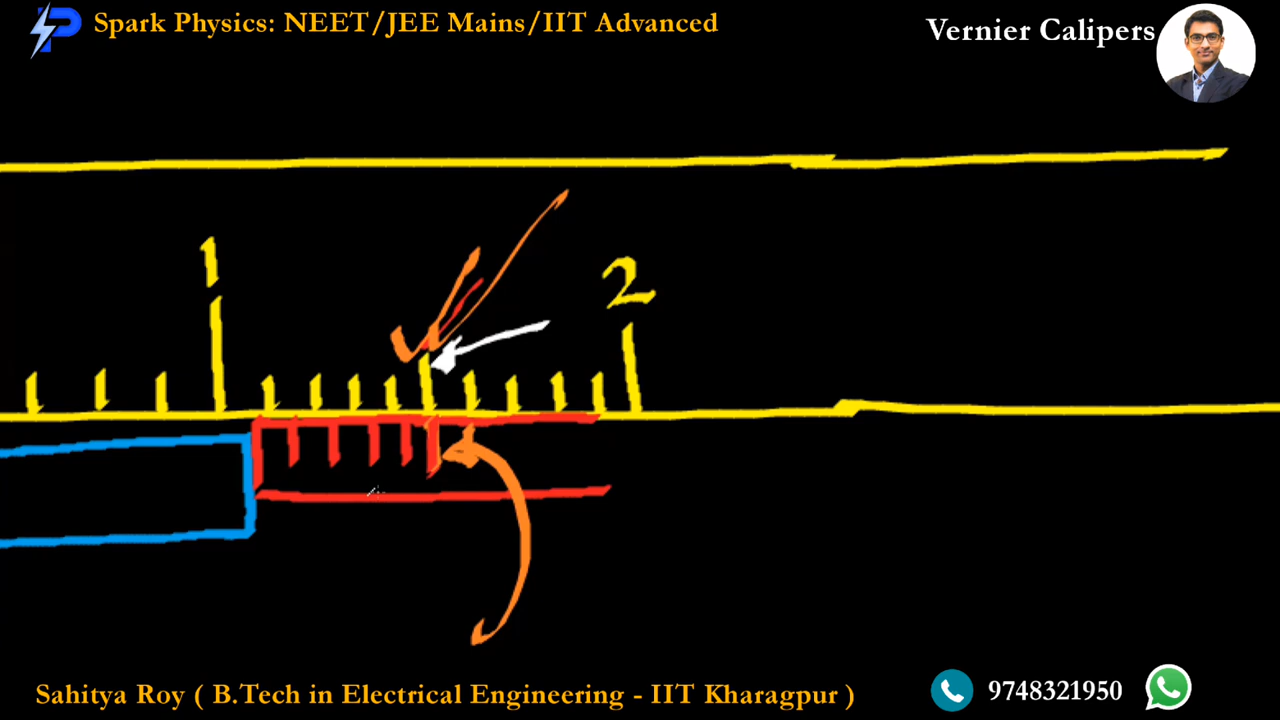 Spark Physics: NEET/JEE Mains/IIT Advanced
Vernier Calipers
1
2
Sahitya Roy ( B.Tech in Electrical Engineering - IIT Kharagpur )
9748321950